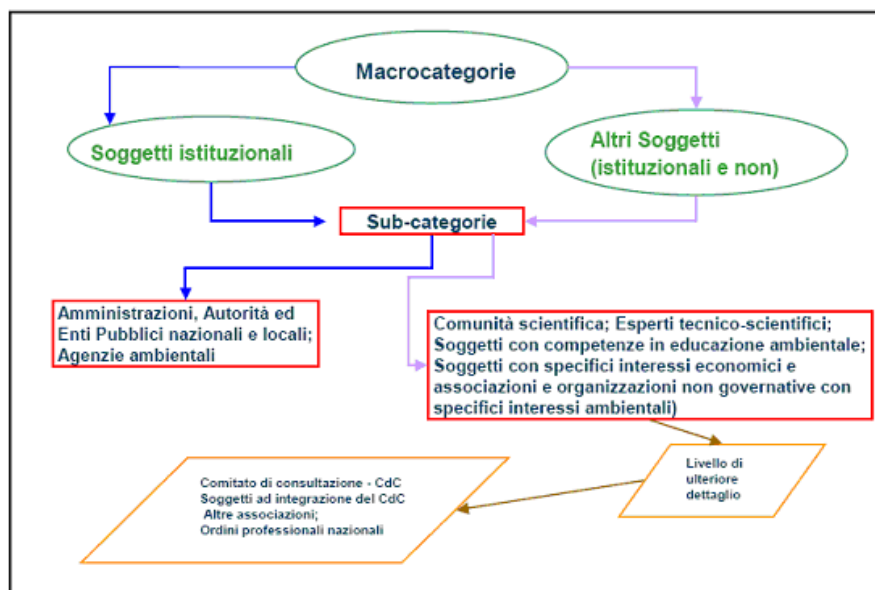 Macrocategorie
Soggetti istituzionali
Altri Soggetti
(istituzionali e non)
Sub-categorie
Amministrazioni, Autorità ed
Enti Pubblici nazionali e locali;
Agenzie ambientali
Comunità scientifica; Esperti tecnico-scientifici;
Soggetti con competenze in educazione ambientale;
Soggetti con specifici interessi economici e
associazioni e organizzazioni non governative con
specifici interessi ambientali)
Livello di
ulteriore
dettaglio
Comitato di consultazione - CdC
Soggetti ad integrazione del CdC
Altre associazioni;
Ordini professionali nazionali